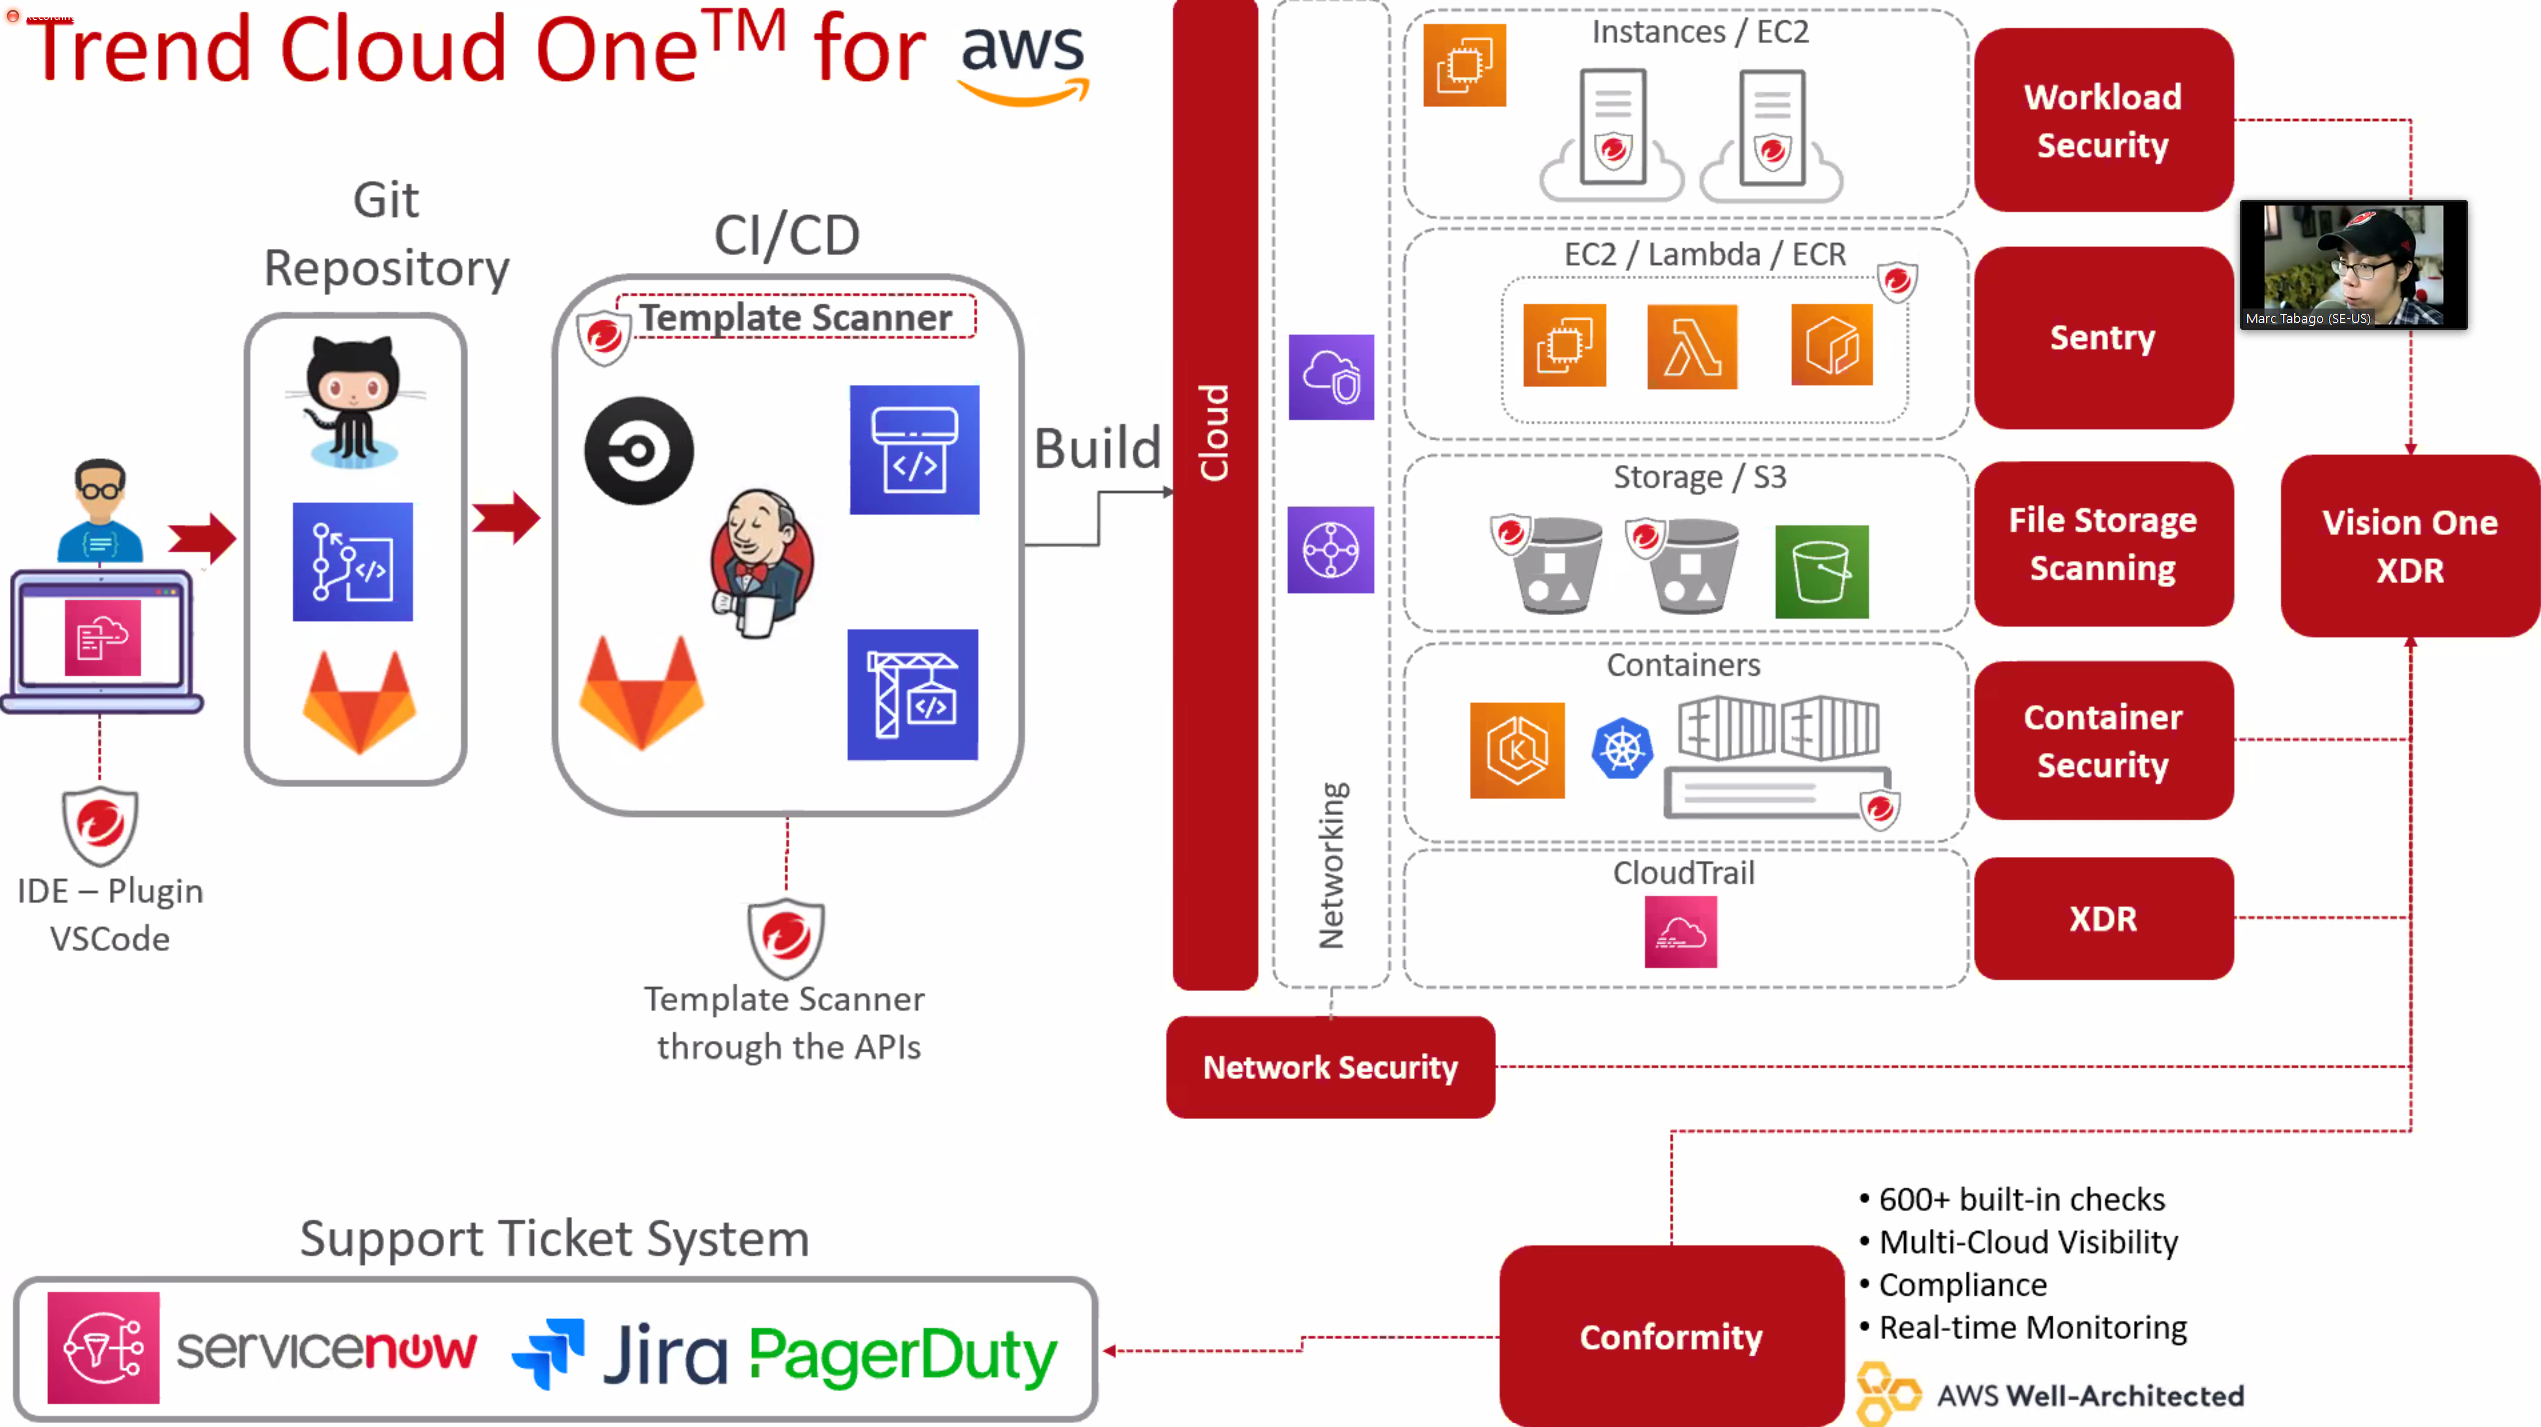 Trend Cloud One™ for aws
Git
Repository
CI/CD
Template Scanner
Build
IDE – Plugin
VSCode
Template Scanner
through the APIs
Cloud
Networking
Instances / EC2
Workload
Security
EC2 / Lambda / ECR
Sentry
Marc Tabago (SE-US)
Storage / S3
File Storage
Scanning
Vision One
XDR
Containers
K
Container
Security
CloudTrail
XDR
Network Security
Support Ticket System
servicenow
Jira
PagerDuty
Conformity
• 600+ built-in checks
• Multi-Cloud Visibility
• Compliance
• Real-time Monitoring
AWS Well-Architected